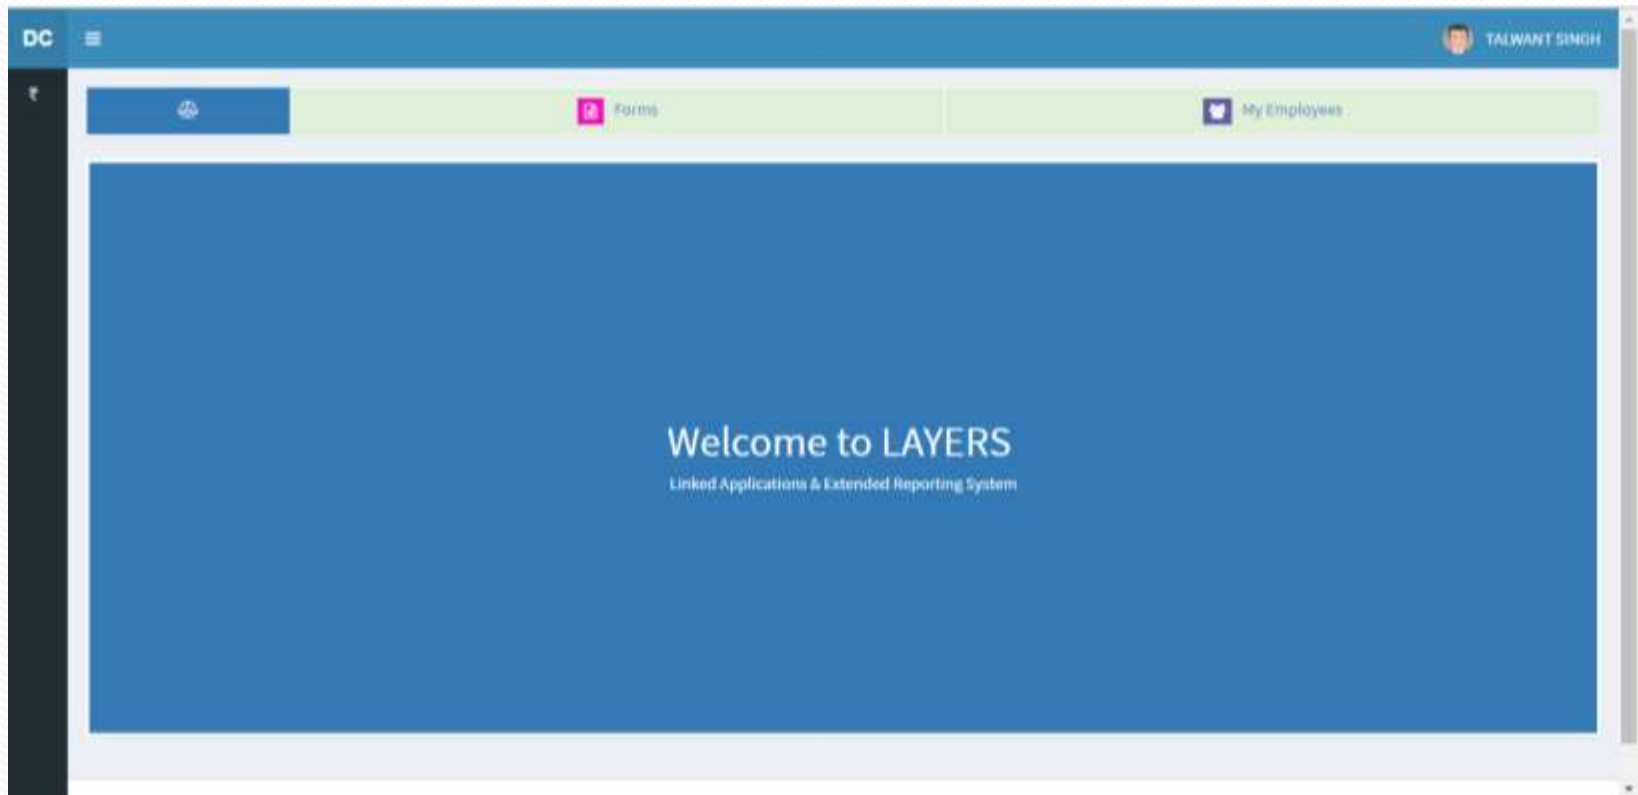 DC
TALWANT SINGH
₹
Forms
My Employees
Welcome to LAYERS
Linked Applications & Extended Reporting System